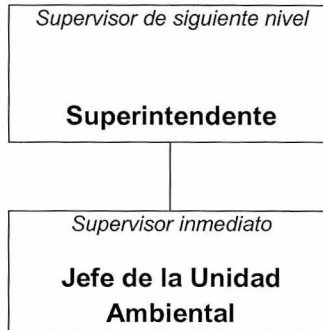 Supervisor de siguiente nivel
Superintendente
Supervisor inmediato
Jefe de la Unidad
Ambiental